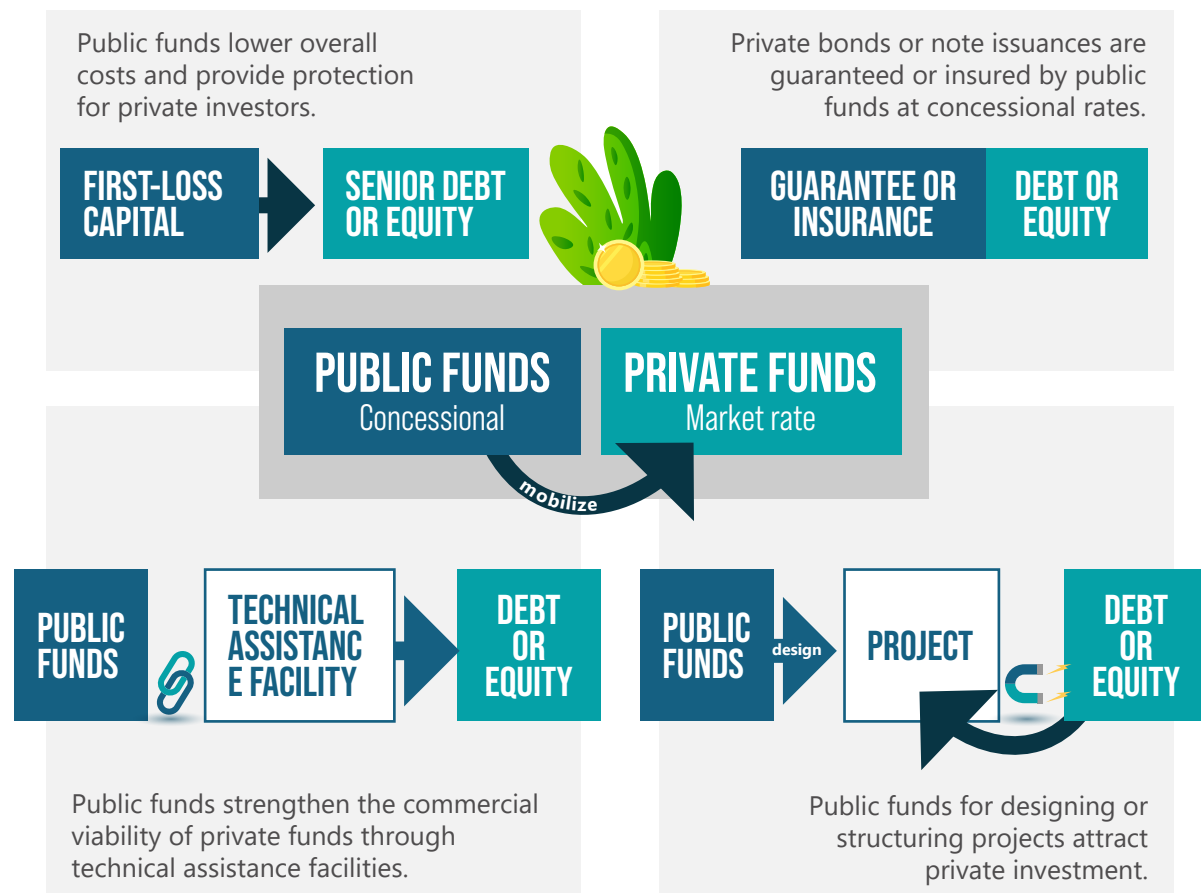 Public funds lower overall
costs and provide protection
for private investors.
FIRST-LOSS
CAPITAL
SENIOR DEBT
OR EQUITY
Private bonds or note issuances are
guaranteed or insured by public
funds at concessional rates.
GUARANTEE OR
INSURANCE
DEBT OR
EQUITY
PUBLIC FUNDS
Concessional
PRIVATE FUNDS
Market rate
mobilize
PUBLIC
FUNDS
TECHNICAL
ASSISTANC
E FACILITY
DEBT
OR
EQUITY
Public funds strengthen the commercial
viability of private funds through
technical assistance facilities.
PUBLIC
FUNDS
design
PROJECT
DEBT
OR
EQUITY
Public funds for designing or
structuring projects attract
private investment.